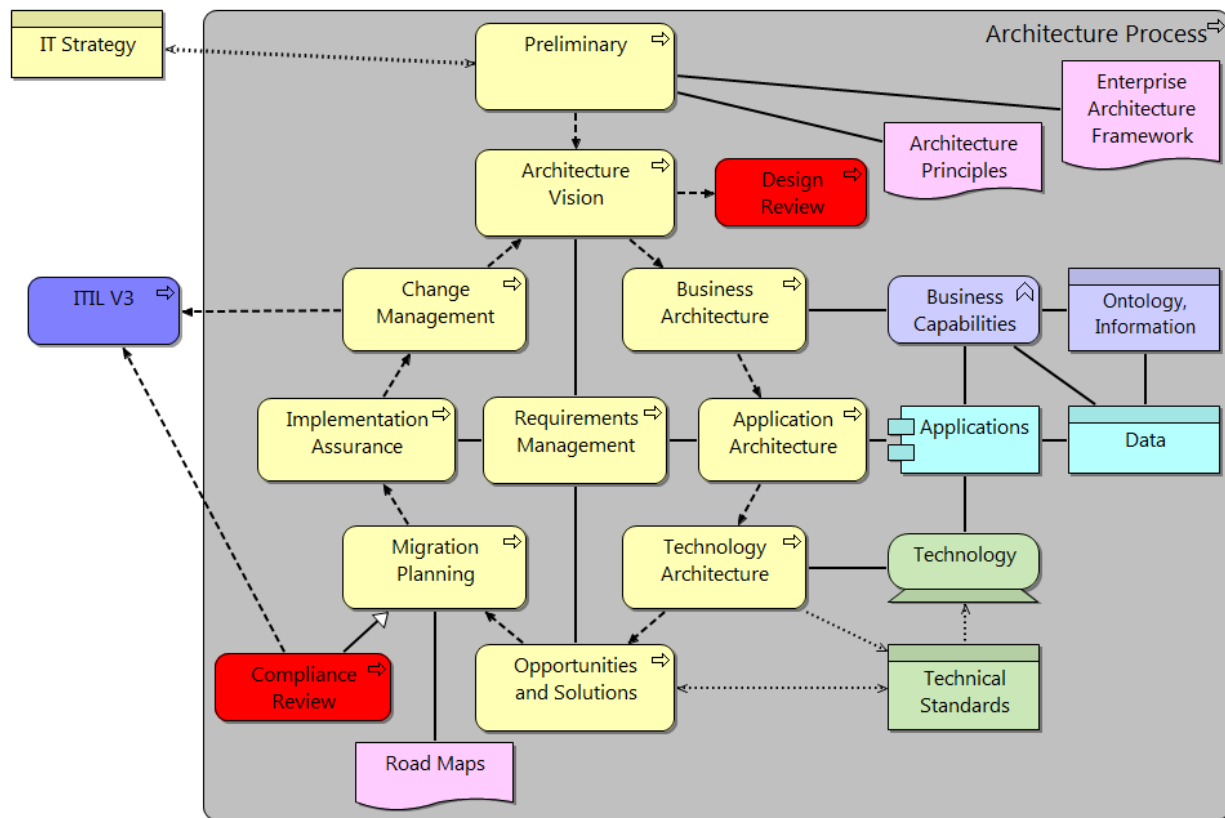 IT Strategy
Preliminary
Architecture Process
Enterprise
Architecture
Framework
Architecture
Principles
Architecture
Vision
Design
Review
ITIL V3
Change
Management
Business
Architecture
Business
Capabilities
Ontology,
Information
Implementation
Assurance
Requirements
Management
Application
Architecture
Applications
Data
Migration
Planning
Technology
Architecture
Technology
Compliance
Review
Opportunities
and Solutions
Technical
Standards
Road Maps